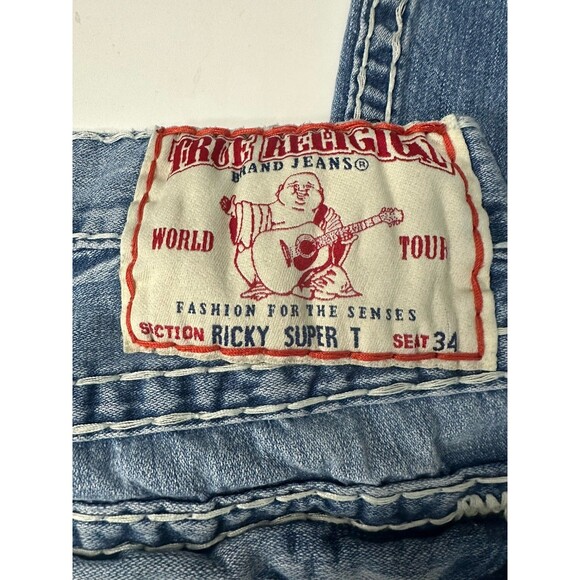 TRUE RELIGION
BRAND JEANS®
WORLD TOUR
FASHION FOR THE SENSES
SECTION RICKY SUPER T SEAT 34